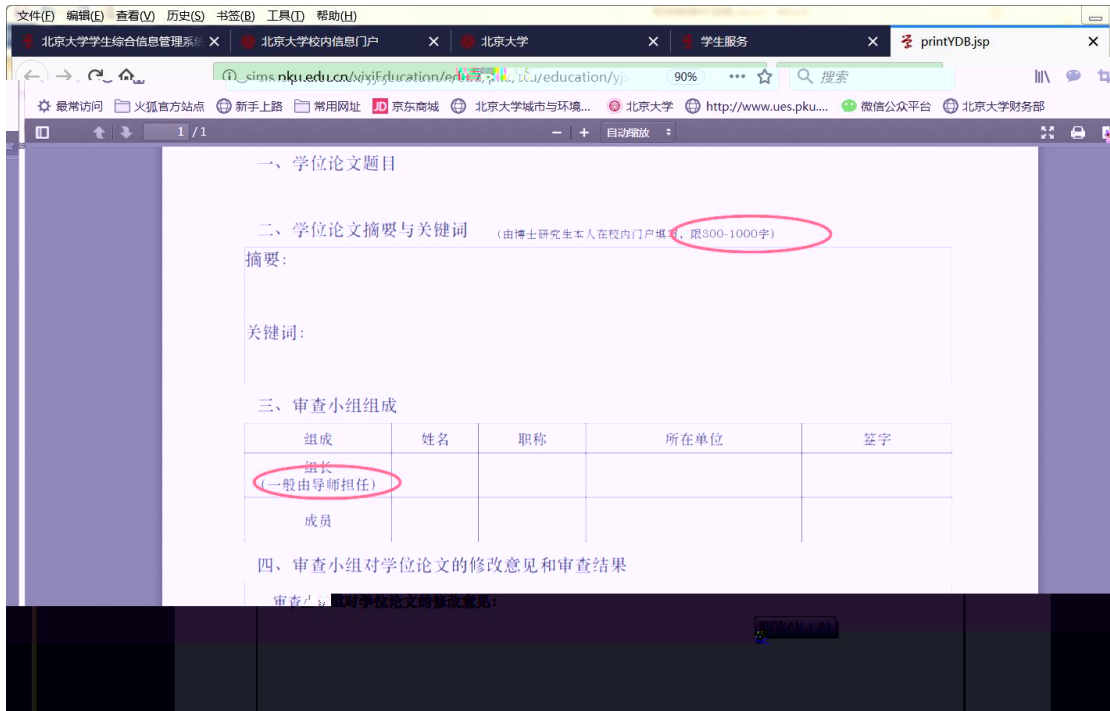 文件(F) 编辑(E) 查看(V) 历史(S) 书签(B) 工具(T) 帮助(H)
北京大学学生综合信息管理系统 北京大学校内信息门户 北京大学 学生服务 printYDB.jsp
90% 搜索
最常访问 火狐官方站点 新手上路 常用网址 JD 京东商城 北京大学城市与环境... 北京大学 http://www.ues.pku.... 微信公众平台 北京大学财务部
1 / 1 自动缩放
一、学位论文题目
二、学位论文摘要与关键词 (由博士研究生本人在校内门户填写, 限800-1000字)
摘要:
关键词:
三、审查小组组成
组成 姓名 职称 所在单位 签字
组长
(一般由导师担任)
成员
四、审查小组对学位论文的修改意见和审查结果
审查小组对学位论文的修改意见: